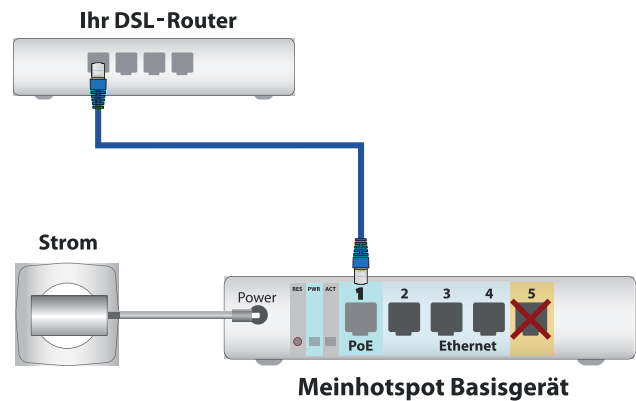 Ihr DSL-Router
Strom
Power
RES PWR ACT 1 2 3 4 5
PoE Ethernet
Meinhotspot Basisgerät